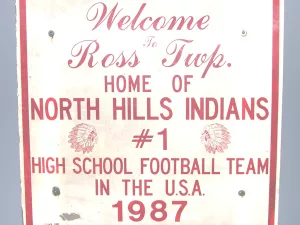 Welcome
To
Ross Twp.
HOME OF
NORTH HILLS INDIANS
#1
HIGH SCHOOL FOOTBALL TEAM
IN THE U.S.A.
1987